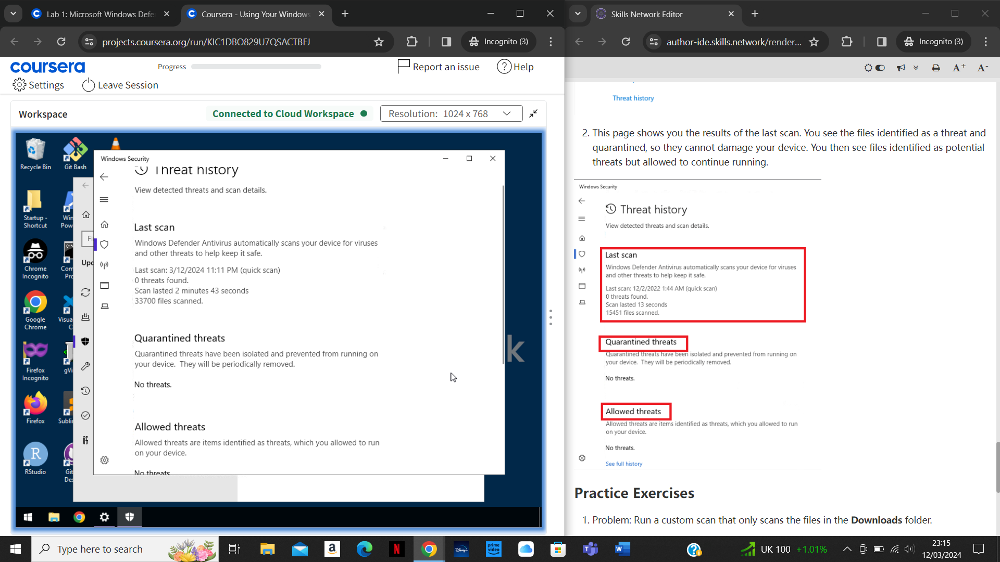 Lab 1: Microsoft Windows Defe
Coursera - Using Your Windows
projects.coursera.org/run/KIC1DBO829U7QSACTBFJ
Incognito (3)
coursera
Progress
Report an issue
Help
Settings
Leave Session
Workspace
Connected to Cloud Workspace
Resolution: 1024 x 768
Recycle Bin
Git Bash
Startup -
Shortcut
Win
Pow
Chrome
Incognito
Com
Pro
Google
Chrome
Visua
C
Firefox
Incognito
gVi
Firefox
Sublin
RStudio
Git
Des
Fi
Upd
Windows Security
Threat history
View detected threats and scan details.
Last scan
Windows Defender Antivirus automatically scans your device for viruses
and other threats to help keep it safe.
Last scan: 3/12/2024 11:11 PM (quick scan)
0 threats found.
Scan lasted 2 minutes 43 seconds
33700 files scanned.
Quarantined threats
Quarantined threats have been isolated and prevented from running on
your device. They will be periodically removed.
No threats.
Allowed threats
Allowed threats are items identified as threats, which you allowed to run
on your device.
No threats.
k
Skills Network Editor
author-ide.skills.network/render...
Incognito (3)
A+
A-
Threat history
2. This page shows you the results of the last scan. You see the files identified as a threat and
quarantined, so they cannot damage your device. You then see files identified as potential
threats but allowed to continue running.
Windows Security
Threat history
View detected threats and scan details.
Last scan
Windows Defender Antivirus automatically scans your device for viruses
and other threats to help keep it safe.
Last scan: 12/2/2022 1:44 AM (quick scan)
0 threats found.
Scan lasted 13 seconds
15451 files scanned.
Quarantined threats
Quarantined threats have been isolated and prevented from running on
your device. They will be periodically removed.
No threats.
Allowed threats
Allowed threats are items identified as threats, which you allowed to run
on your device.
No threats.
See full history
Practice Exercises
1. Problem: Run a custom scan that only scans the files in the Downloads folder.
Type here to search
UK 100 +1.01%
23:15
12/03/2024